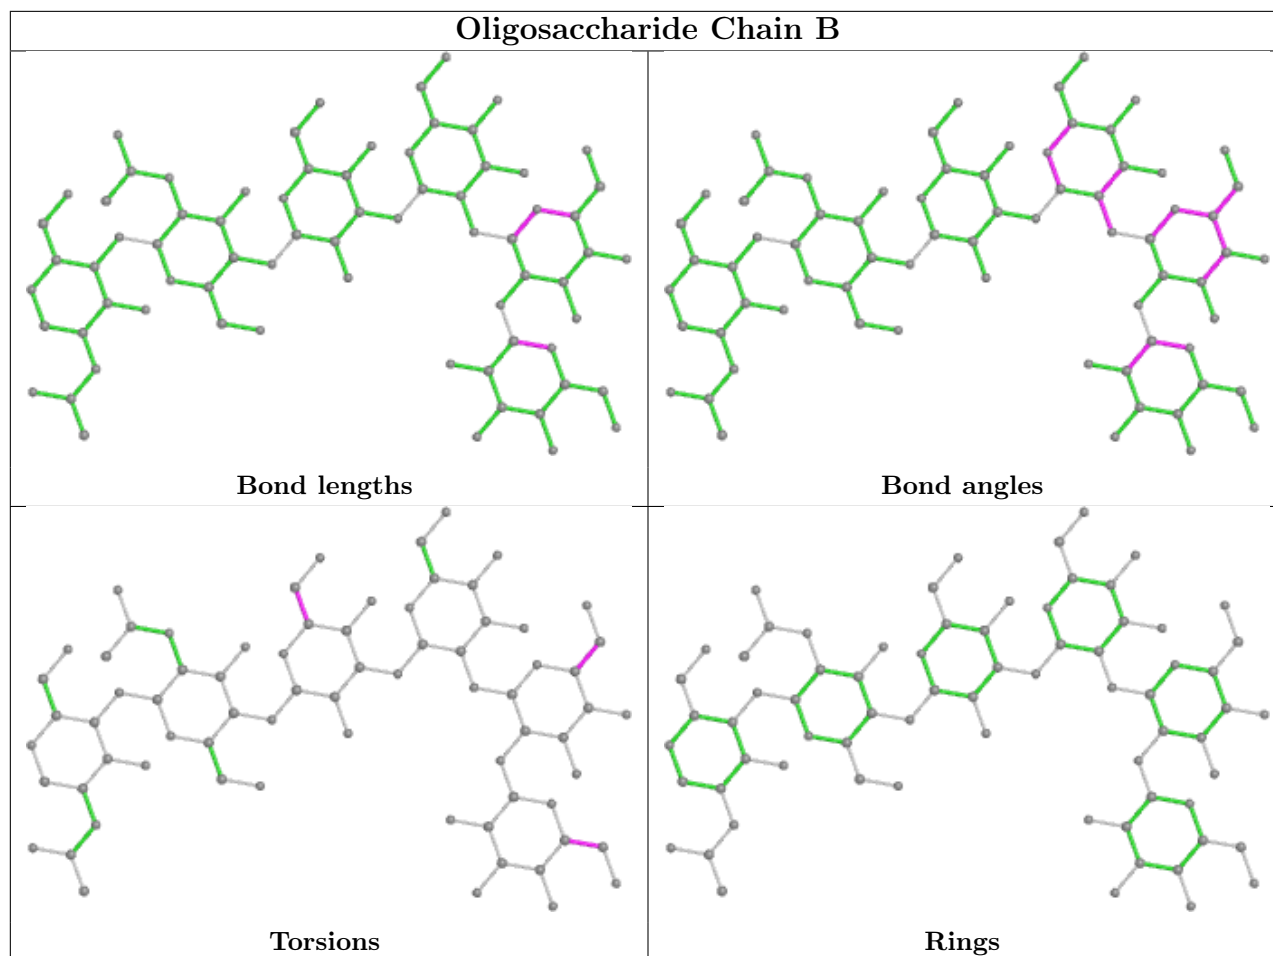 Oligosaccharide Chain B
Bond lengths
Bond angles
Torsions
Rings